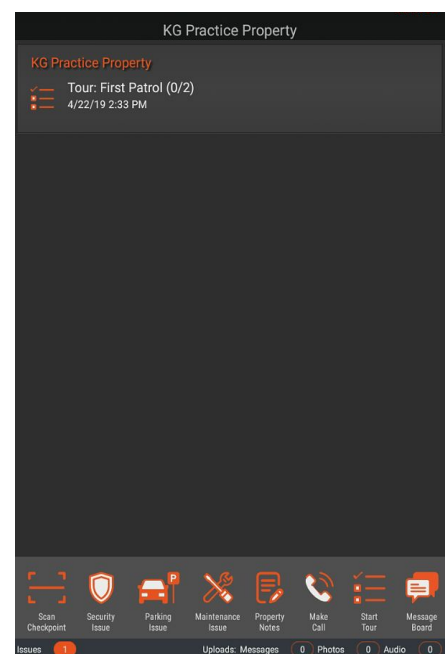 KG Practice Property
KG Practice Property
Tour: First Patrol (0/2)
4/22/19 2:33 PM
P
Scan Checkpoint
Security Issue
Parking Issue
Maintenance Issue
Property Notes
Make Call
Start Tour
Message Board
Issues 1 Uploads: Messages 0 Photos 0 Audio 0